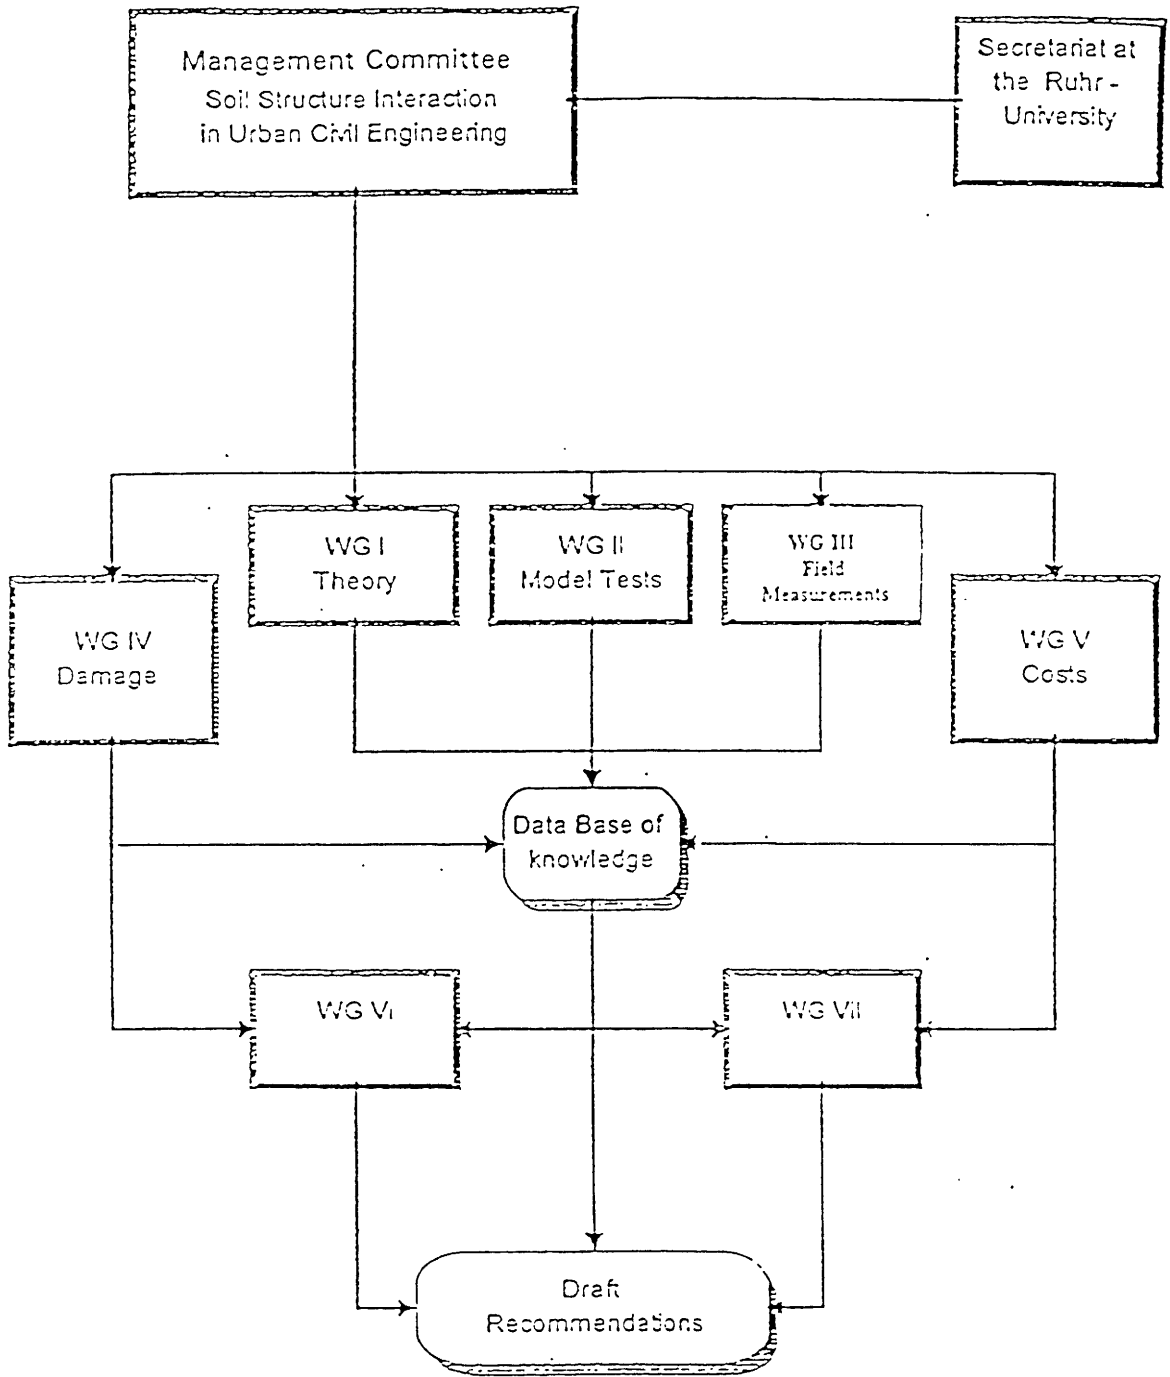 Management Committee
Soil Structure Interaction
in Urban Civil Engineering
Secretariat at
the Ruhr -
University
WG I
Theory
WG II
Model Tests
WG III
Field
Measurements
WG IV
Damage
WG V
Costs
Data Base of
knowledge
WG VI
WG VII
Draft
Recommendations